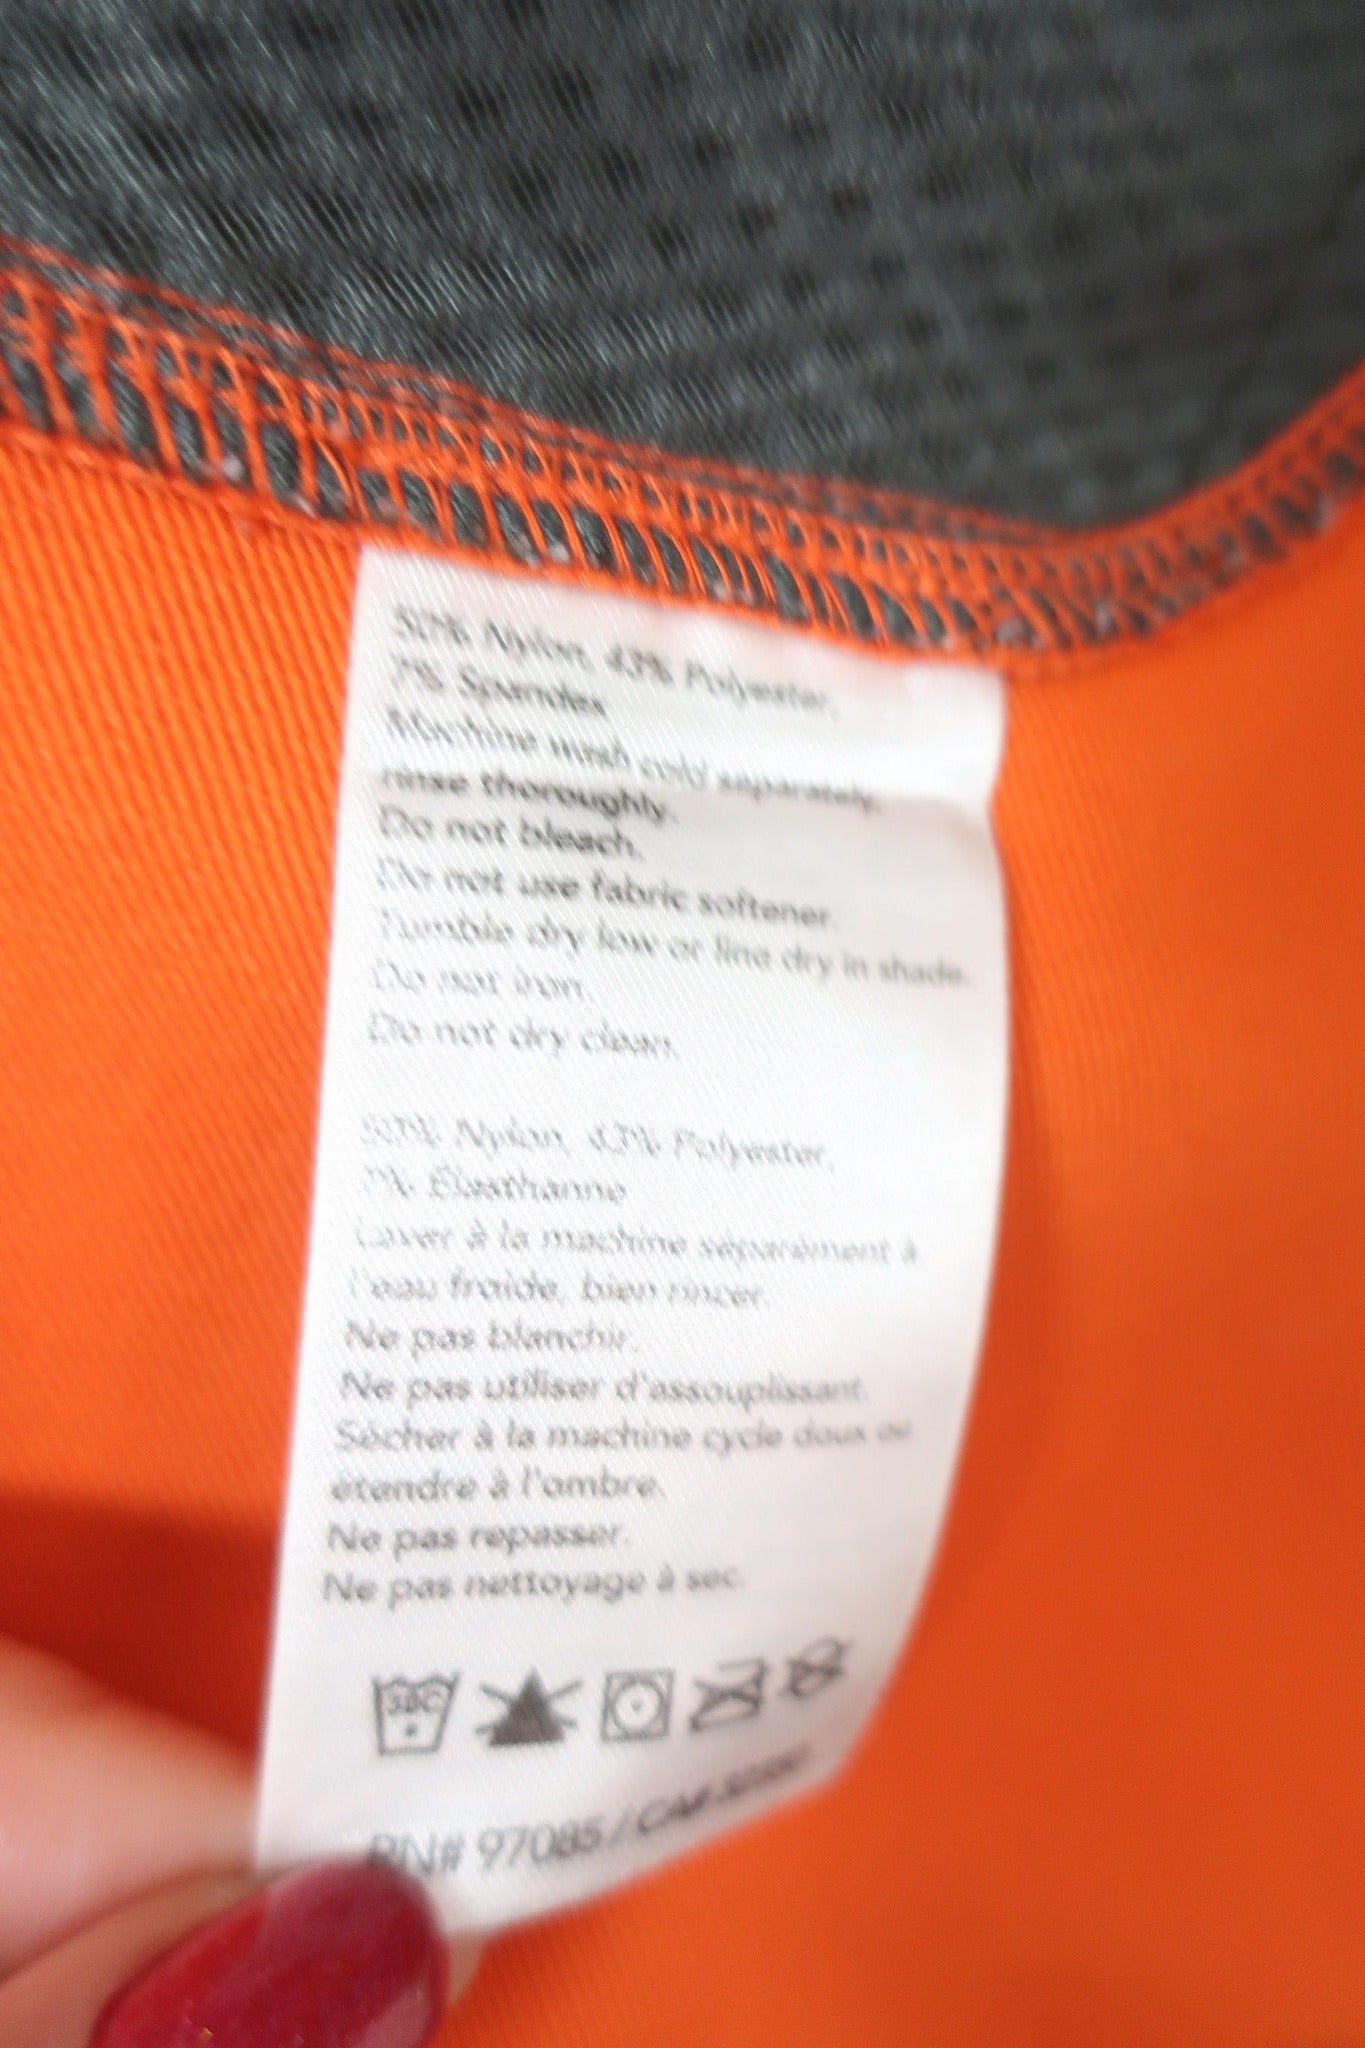 50% Nylon, 43% Polyester,
7% Spandex
Machine wash cold separately,
rinse thoroughly.
Do not bleach.
Do not use fabric softener.
Tumble dry low or line dry in shade.
Do not iron.
Do not dry clean.
50% Nylon, 43% Polyester,
7% Élasthanne
Laver à la machine séparément à
l'eau froide, bien rincer.
Ne pas blanchir.
Ne pas utiliser d'assouplissant.
Sécher à la machine cycle doux ou
étendre à l'ombre.
Ne pas repasser.
Ne pas nettoyage à sec.
30C
RN# 97085 / CA#